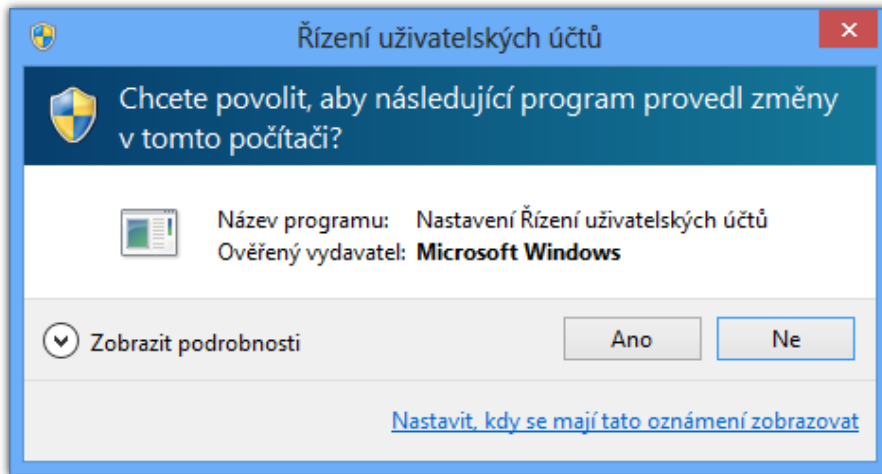 Řízení uživatelských účtů
Chcete povolit, aby následující program provedl změny
v tomto počítači?
Název programu: Nastavení Řízení uživatelských účtů
Ověřený vydavatel: Microsoft Windows
Zobrazit podrobnosti
Ano
Ne
Nastavit, kdy se mají tato oznámení zobrazovat